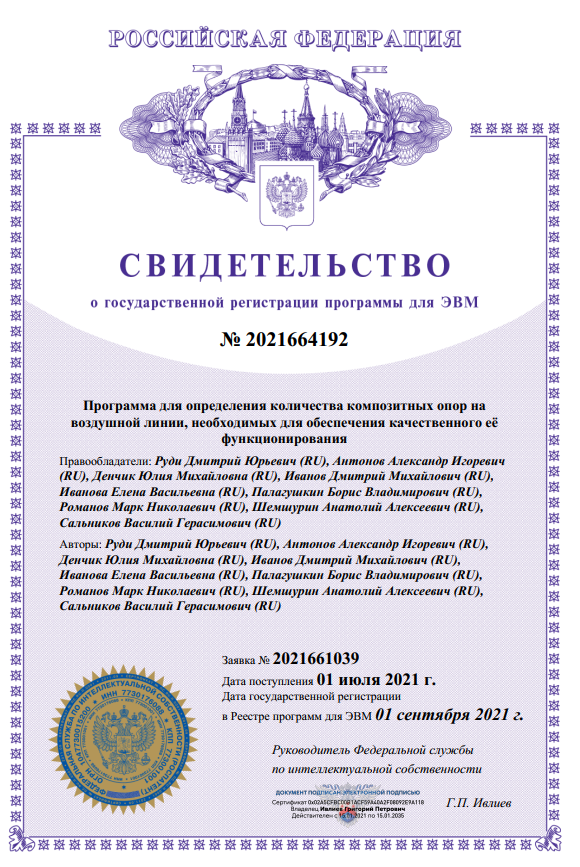 РОССИЙСКАЯ ФЕДЕРАЦИЯ
СВИДЕТЕЛЬСТВО
о государственной регистрации программы для ЭВМ
№ 2021664192
Программа для определения количества композитных опор на
воздушной линии, необходимых для обеспечения качественного её
функционирования
Правообладатели: Руди Дмитрий Юрьевич (RU), Антонов Александр Игоревич
(RU), Денчик Юлия Михайловна (RU), Иванов Дмитрий Михайлович (RU),
Иванова Елена Васильевна (RU), Палагушкин Борис Владимирович (RU),
Романов Марк Николаевич (RU), Шемшурин Анатолий Алексеевич (RU),
Сальников Василий Герасимович (RU)
Авторы: Руди Дмитрий Юрьевич (RU), Антонов Александр Игоревич (RU),
Денчик Юлия Михайловна (RU), Иванов Дмитрий Михайлович (RU),
Иванова Елена Васильевна (RU), Палагушкин Борис Владимирович (RU),
Романов Марк Николаевич (RU), Шемшурин Анатолий Алексеевич (RU),
Сальников Василий Герасимович (RU)
Заявка № 2021661039
Дата поступления 01 июля 2021 г.
Дата государственной регистрации
в Реестре программ для ЭВМ 01 сентября 2021 г.
Руководитель Федеральной службы
по интеллектуальной собственности
ДОКУМЕНТ ПОДПИСАН ЭЛЕКТРОННОЙ ПОДПИСЬЮ
Сертификат
Владелец Ивлиев Григорий Петрович
Действителен с 15.01.2021 по 15.01.2035
Г.П. Ивлиев
ФЕДЕРАЛЬНАЯ СЛУЖБА ПО ИНТЕЛЛЕКТУАЛЬНОЙ СОБСТВЕННОСТИ (РОСПАТЕНТ)
ОГРН 1047730015200 ИНН 7730176088 КПП 773001001